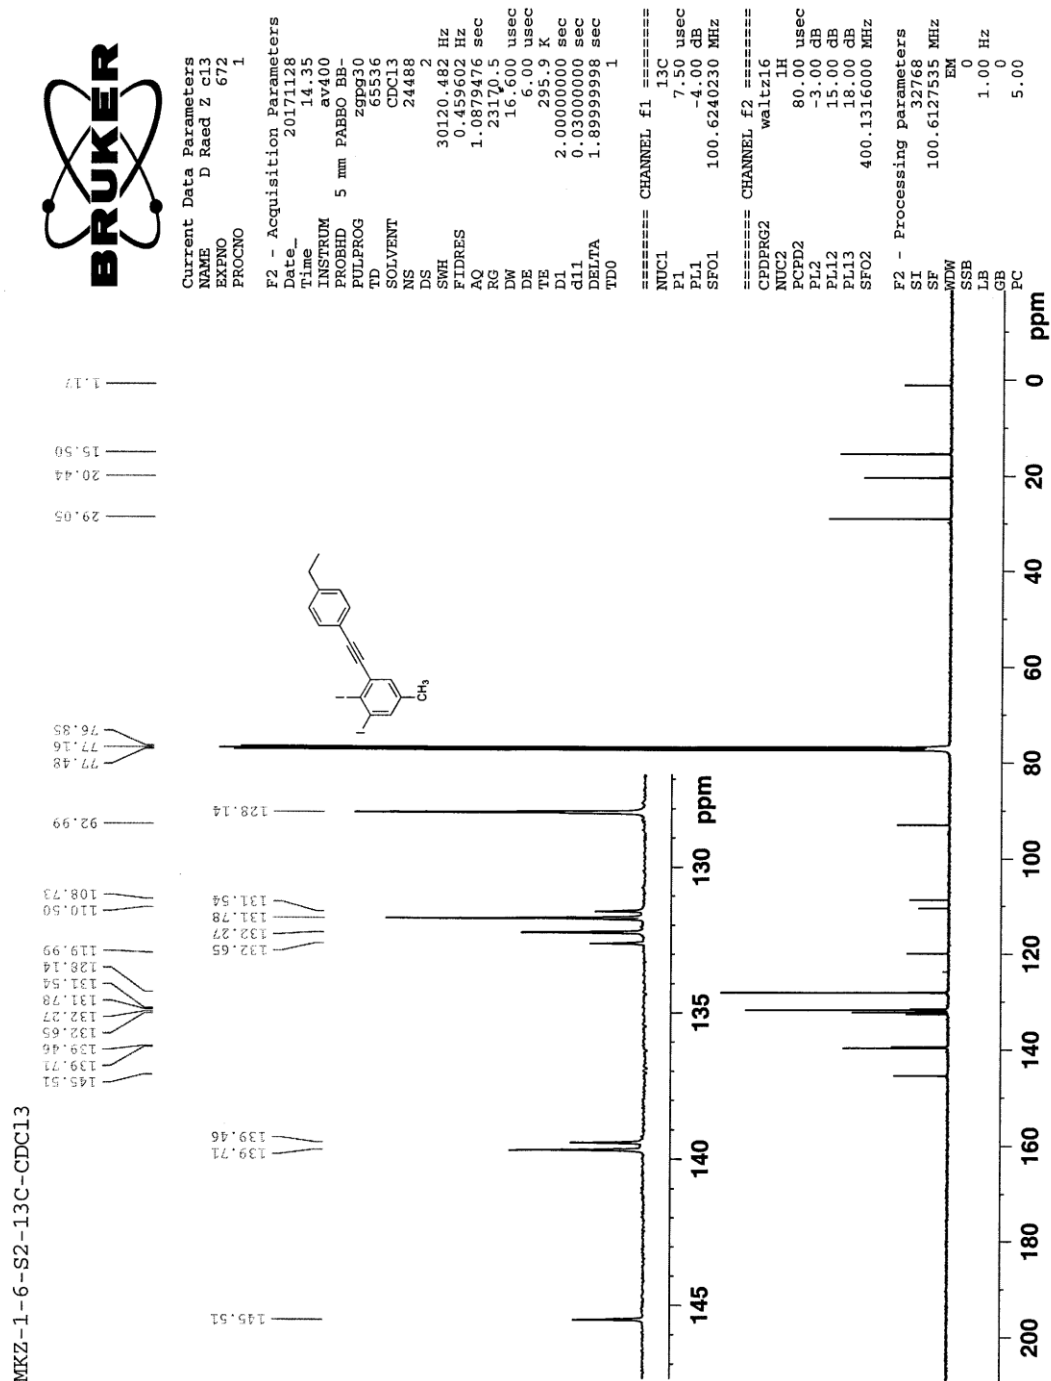 MKZ-1-6-S2-13C-CDCl3
145.51
139.71
139.46
132.65
132.27
131.78
131.54
128.14
119.99
110.50
108.73
92.99
77.48
77.16
76.85
29.05
20.44
15.50
1.17
BRUKER
Current Data Parameters
NAME D Raed Z c13
EXPNO 672
PROCNO 1
F2 - Acquisition Parameters
Date_ 20171128
Time 14.35
INSTRUM av400
PROBHD 5 mm PABBO BB-
PULPROG zgpg30
TD 65536
SOLVENT CDCl3
NS 24488
DS 2
SWH 30120.482 Hz
FIDRES 0.459602 Hz
AQ 1.0879476 sec
RG 23170.5
DW 16.600 usec
DE 6.00 usec
TE 295.9 K
D1 2.00000000 sec
d11 0.03000000 sec
DELTA 1.89999998 sec
TD0 1
======== CHANNEL f1 ========
NUC1 13C
P1 7.50 usec
PL1 -4.00 dB
SFO1 100.6240230 MHz
======== CHANNEL f2 ========
CPDPRG2 waltz16
NUC2 1H
PCPD2 80.00 usec
PL2 -3.00 dB
PL12 15.00 dB
PL13 18.00 dB
SFO2 400.1316000 MHz
F2 - Processing parameters
SI 32768
SF 100.6127535 MHz
WDW EM
SSB 0
LB 1.00 Hz
GB 0
PC 5.00
I
I
CH3
145.51
139.71
139.46
132.65
132.27
131.78
131.54
128.14
145 140 135 130 ppm
200 180 160 140 120 100 80 60 40 20 0 ppm